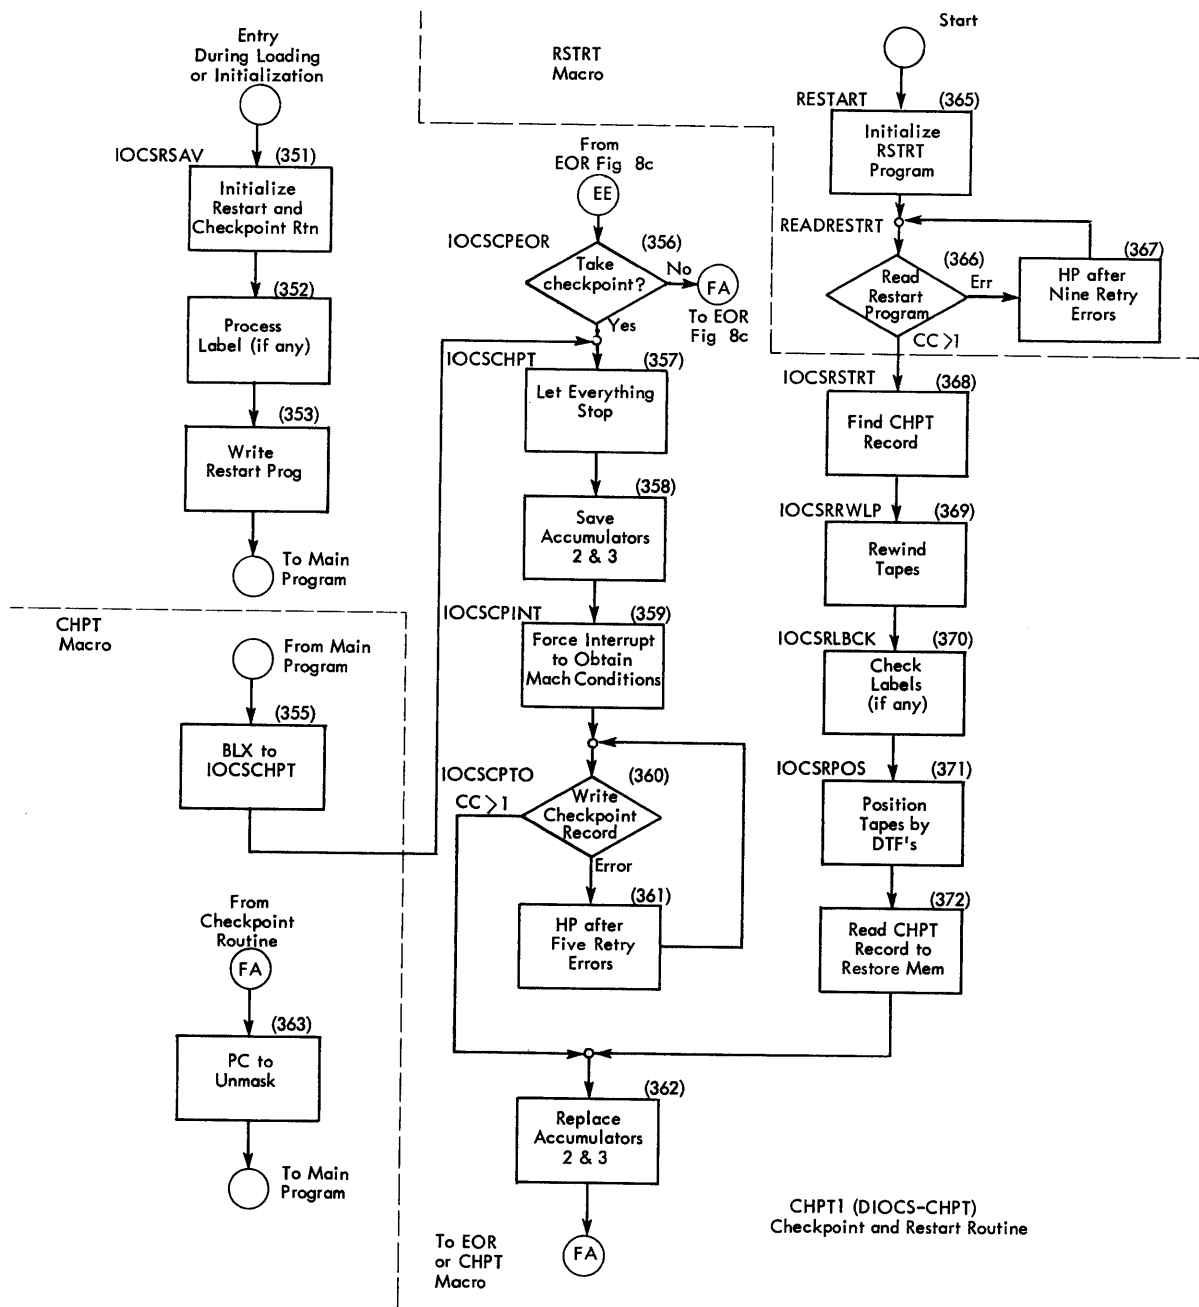 Entry
During Loading
or Initialization
IOCSRSAV
(351)
Initialize
Restart and
Checkpoint Rtn
(352)
Process
Label (if any)
(353)
Write
Restart Prog
To Main
Program
CHPT
Macro
From Main
Program
(355)
BLX to
IOCSCHPT
From
Checkpoint
Routine
FA
(363)
PC to
Unmask
To Main
Program
RSTRT
Macro
From
EOR Fig 8c
EE
IOCSCPEOR
(356)
Take
checkpoint?
No
FA
To EOR
Fig 8c
Yes
IOCSCHPT
(357)
Let Everything
Stop
(358)
Save
Accumulators
2 & 3
IOCSCPINT
(359)
Force Interrupt
to Obtain
Mach Conditions
IOCSCPTO
(360)
CC >1
Write
Checkpoint
Record
Error
(361)
HP after
Five Retry
Errors
(362)
Replace
Accumulators
2 & 3
To EOR
or CHPT
Macro
FA
Start
RESTART
(365)
Initialize
RSTRT
Program
READRESTRT
(366)
Read
Restart
Program
Err
(367)
HP after
Nine Retry
Errors
CC >1
IOCSRSTRT
(368)
Find CHPT
Record
IOCSRRWLP
(369)
Rewind
Tapes
IOCSRLBCK
(370)
Check
Labels
(if any)
IOCSRPOS
(371)
Position
Tapes by
DTF's
(372)
Read CHPT
Record to
Restore Mem
CHPT1 (DIOCS-CHPT)
Checkpoint and Restart Routine